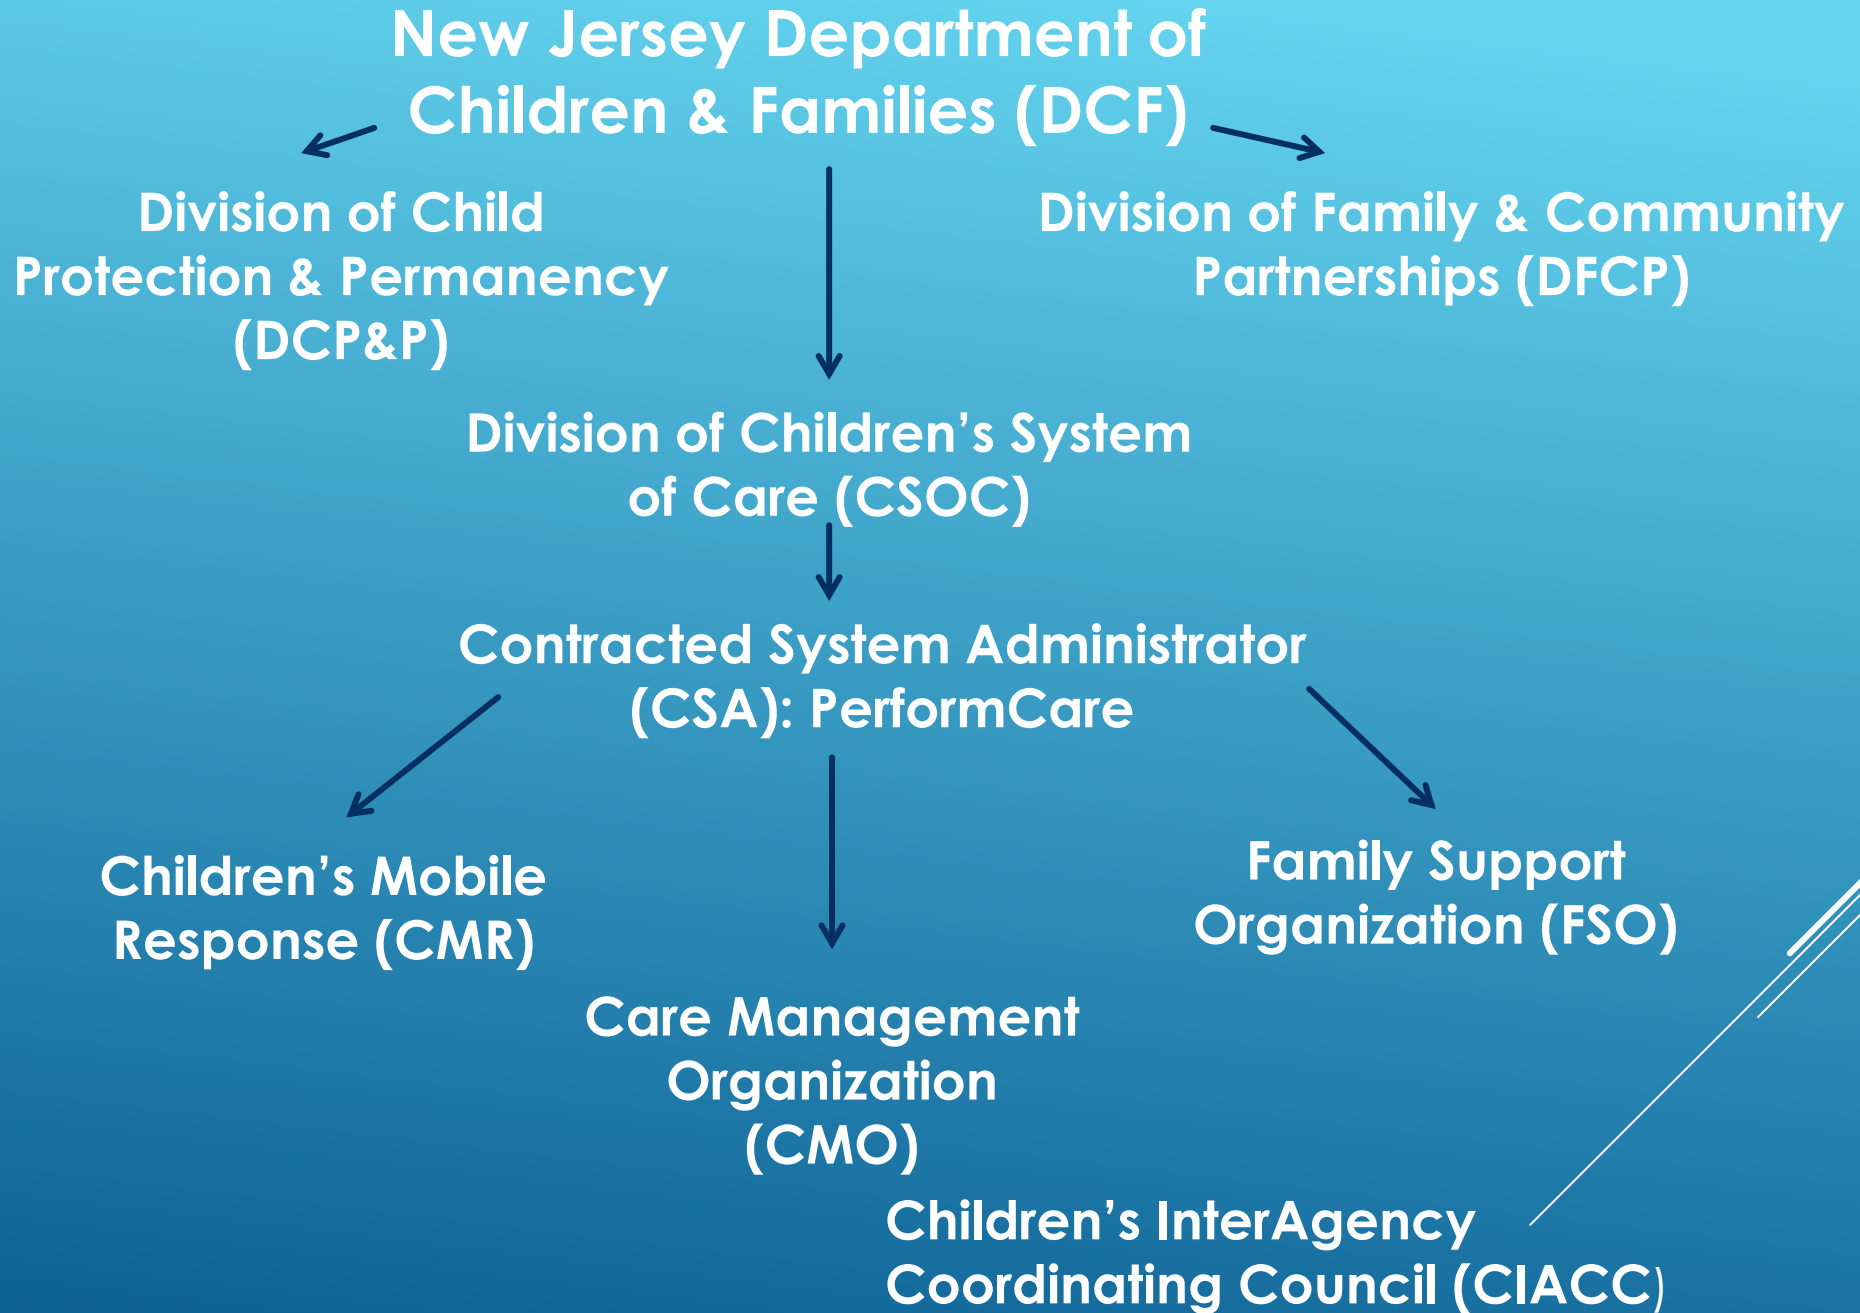 New Jersey Department of
Children & Families (DCF)
Division of Child
Protection & Permanency
(DCP&P)
Division of Family & Community
Partnerships (DFCP)
Division of Children’s System
of Care (CSOC)
Contracted System Administrator
(CSA): PerformCare
Children’s Mobile
Response (CMR)
Family Support
Organization (FSO)
Care Management
Organization
(CMO)
Children’s InterAgency
Coordinating Council (CIACC)